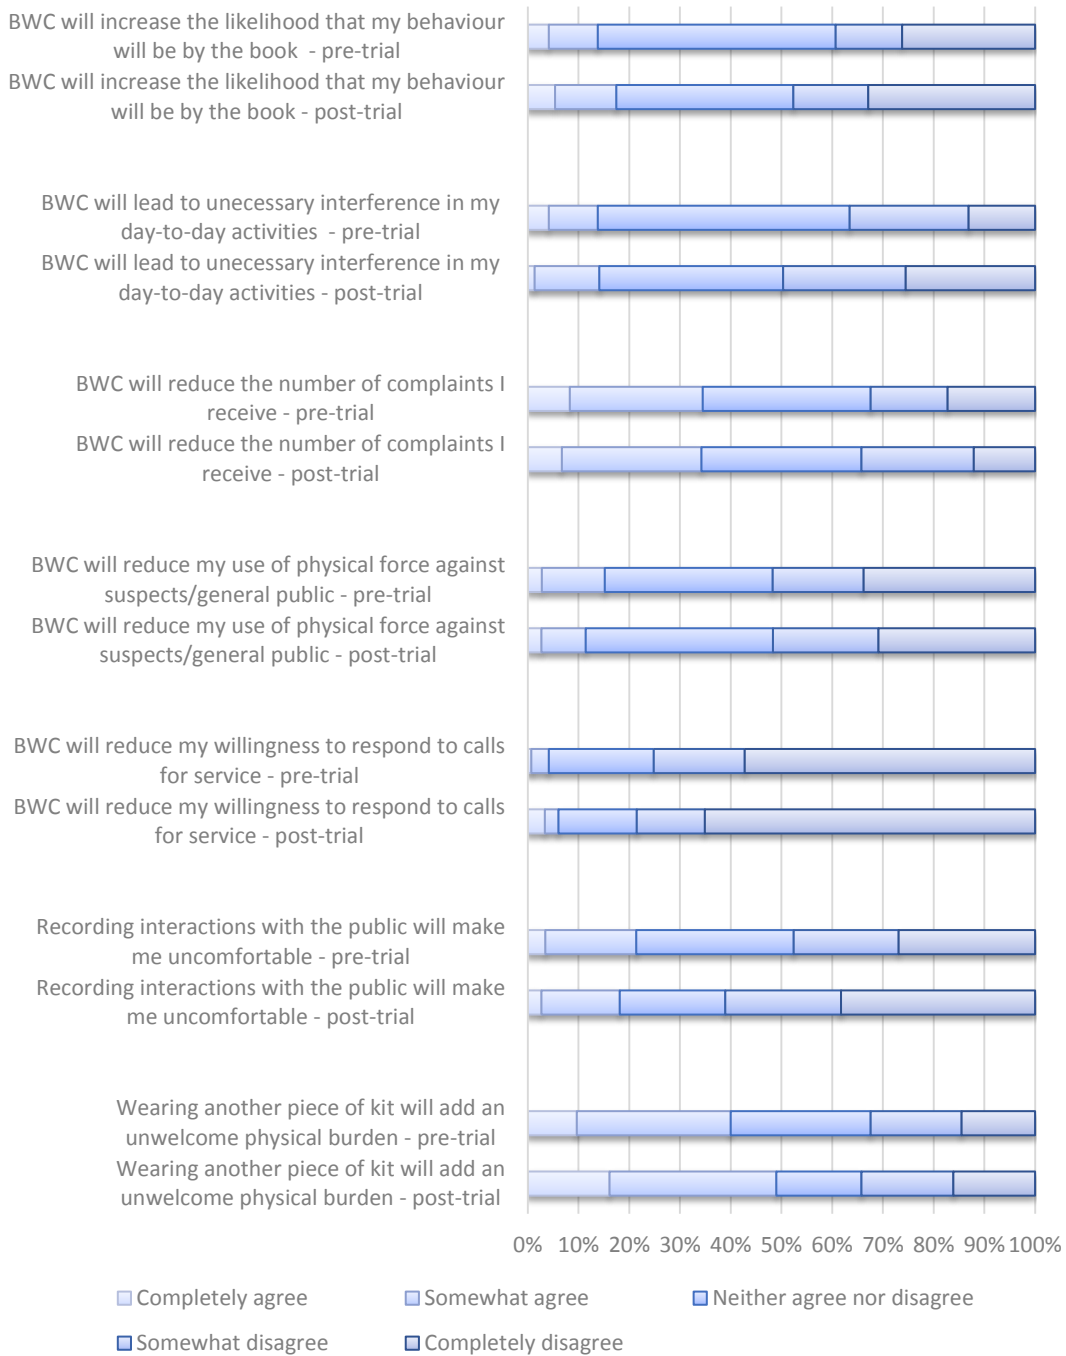 BWC will increase the likelihood that my behaviour
will be by the book - pre-trial
BWC will increase the likelihood that my behaviour
will be by the book - post-trial
BWC will lead to unecessary interference in my
day-to-day activities - pre-trial
BWC will lead to unecessary interference in my
day-to-day activities - post-trial
BWC will reduce the number of complaints I
receive - pre-trial
BWC will reduce the number of complaints I
receive - post-trial
BWC will reduce my use of physical force against
suspects/general public - pre-trial
BWC will reduce my use of physical force against
suspects/general public - post-trial
BWC will reduce my willingness to respond to calls
for service - pre-trial
BWC will reduce my willingness to respond to calls
for service - post-trial
Recording interactions with the public will make
me uncomfortable - pre-trial
Recording interactions with the public will make
me uncomfortable - post-trial
Wearing another piece of kit will add an
unwelcome physical burden - pre-trial
Wearing another piece of kit will add an
unwelcome physical burden - post-trial
0% 10% 20% 30% 40% 50% 60% 70% 80% 90% 100%
Completely agree Somewhat agree Neither agree nor disagree
Somewhat disagree Completely disagree